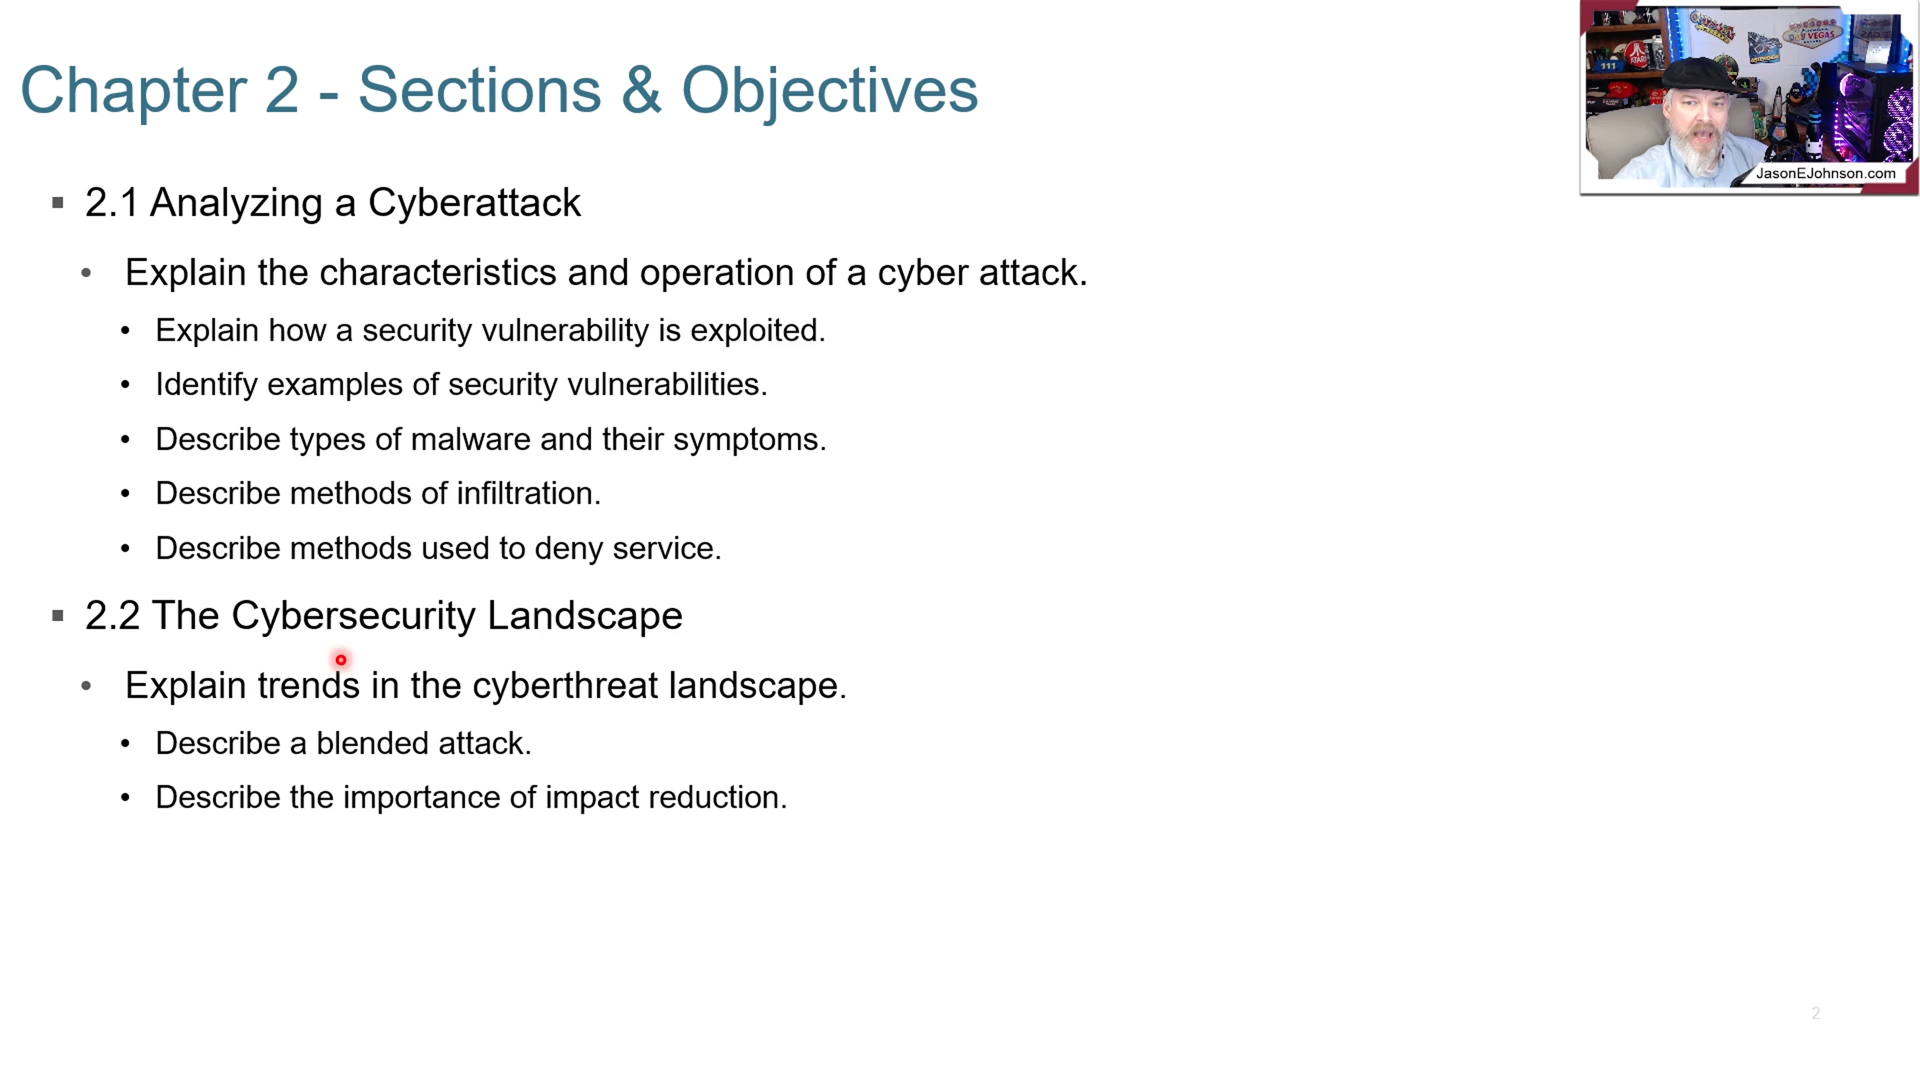 Chapter 2 - Sections & Objectives
▪ 2.1 Analyzing a Cyberattack
• Explain the characteristics and operation of a cyber attack.
• Explain how a security vulnerability is exploited.
• Identify examples of security vulnerabilities.
• Describe types of malware and their symptoms.
• Describe methods of infiltration.
• Describe methods used to deny service.
▪ 2.2 The Cybersecurity Landscape
• Explain trends in the cyberthreat landscape.
• Describe a blended attack.
• Describe the importance of impact reduction.
ATARI
111
VEGAS
JasonEJohnson.com
2